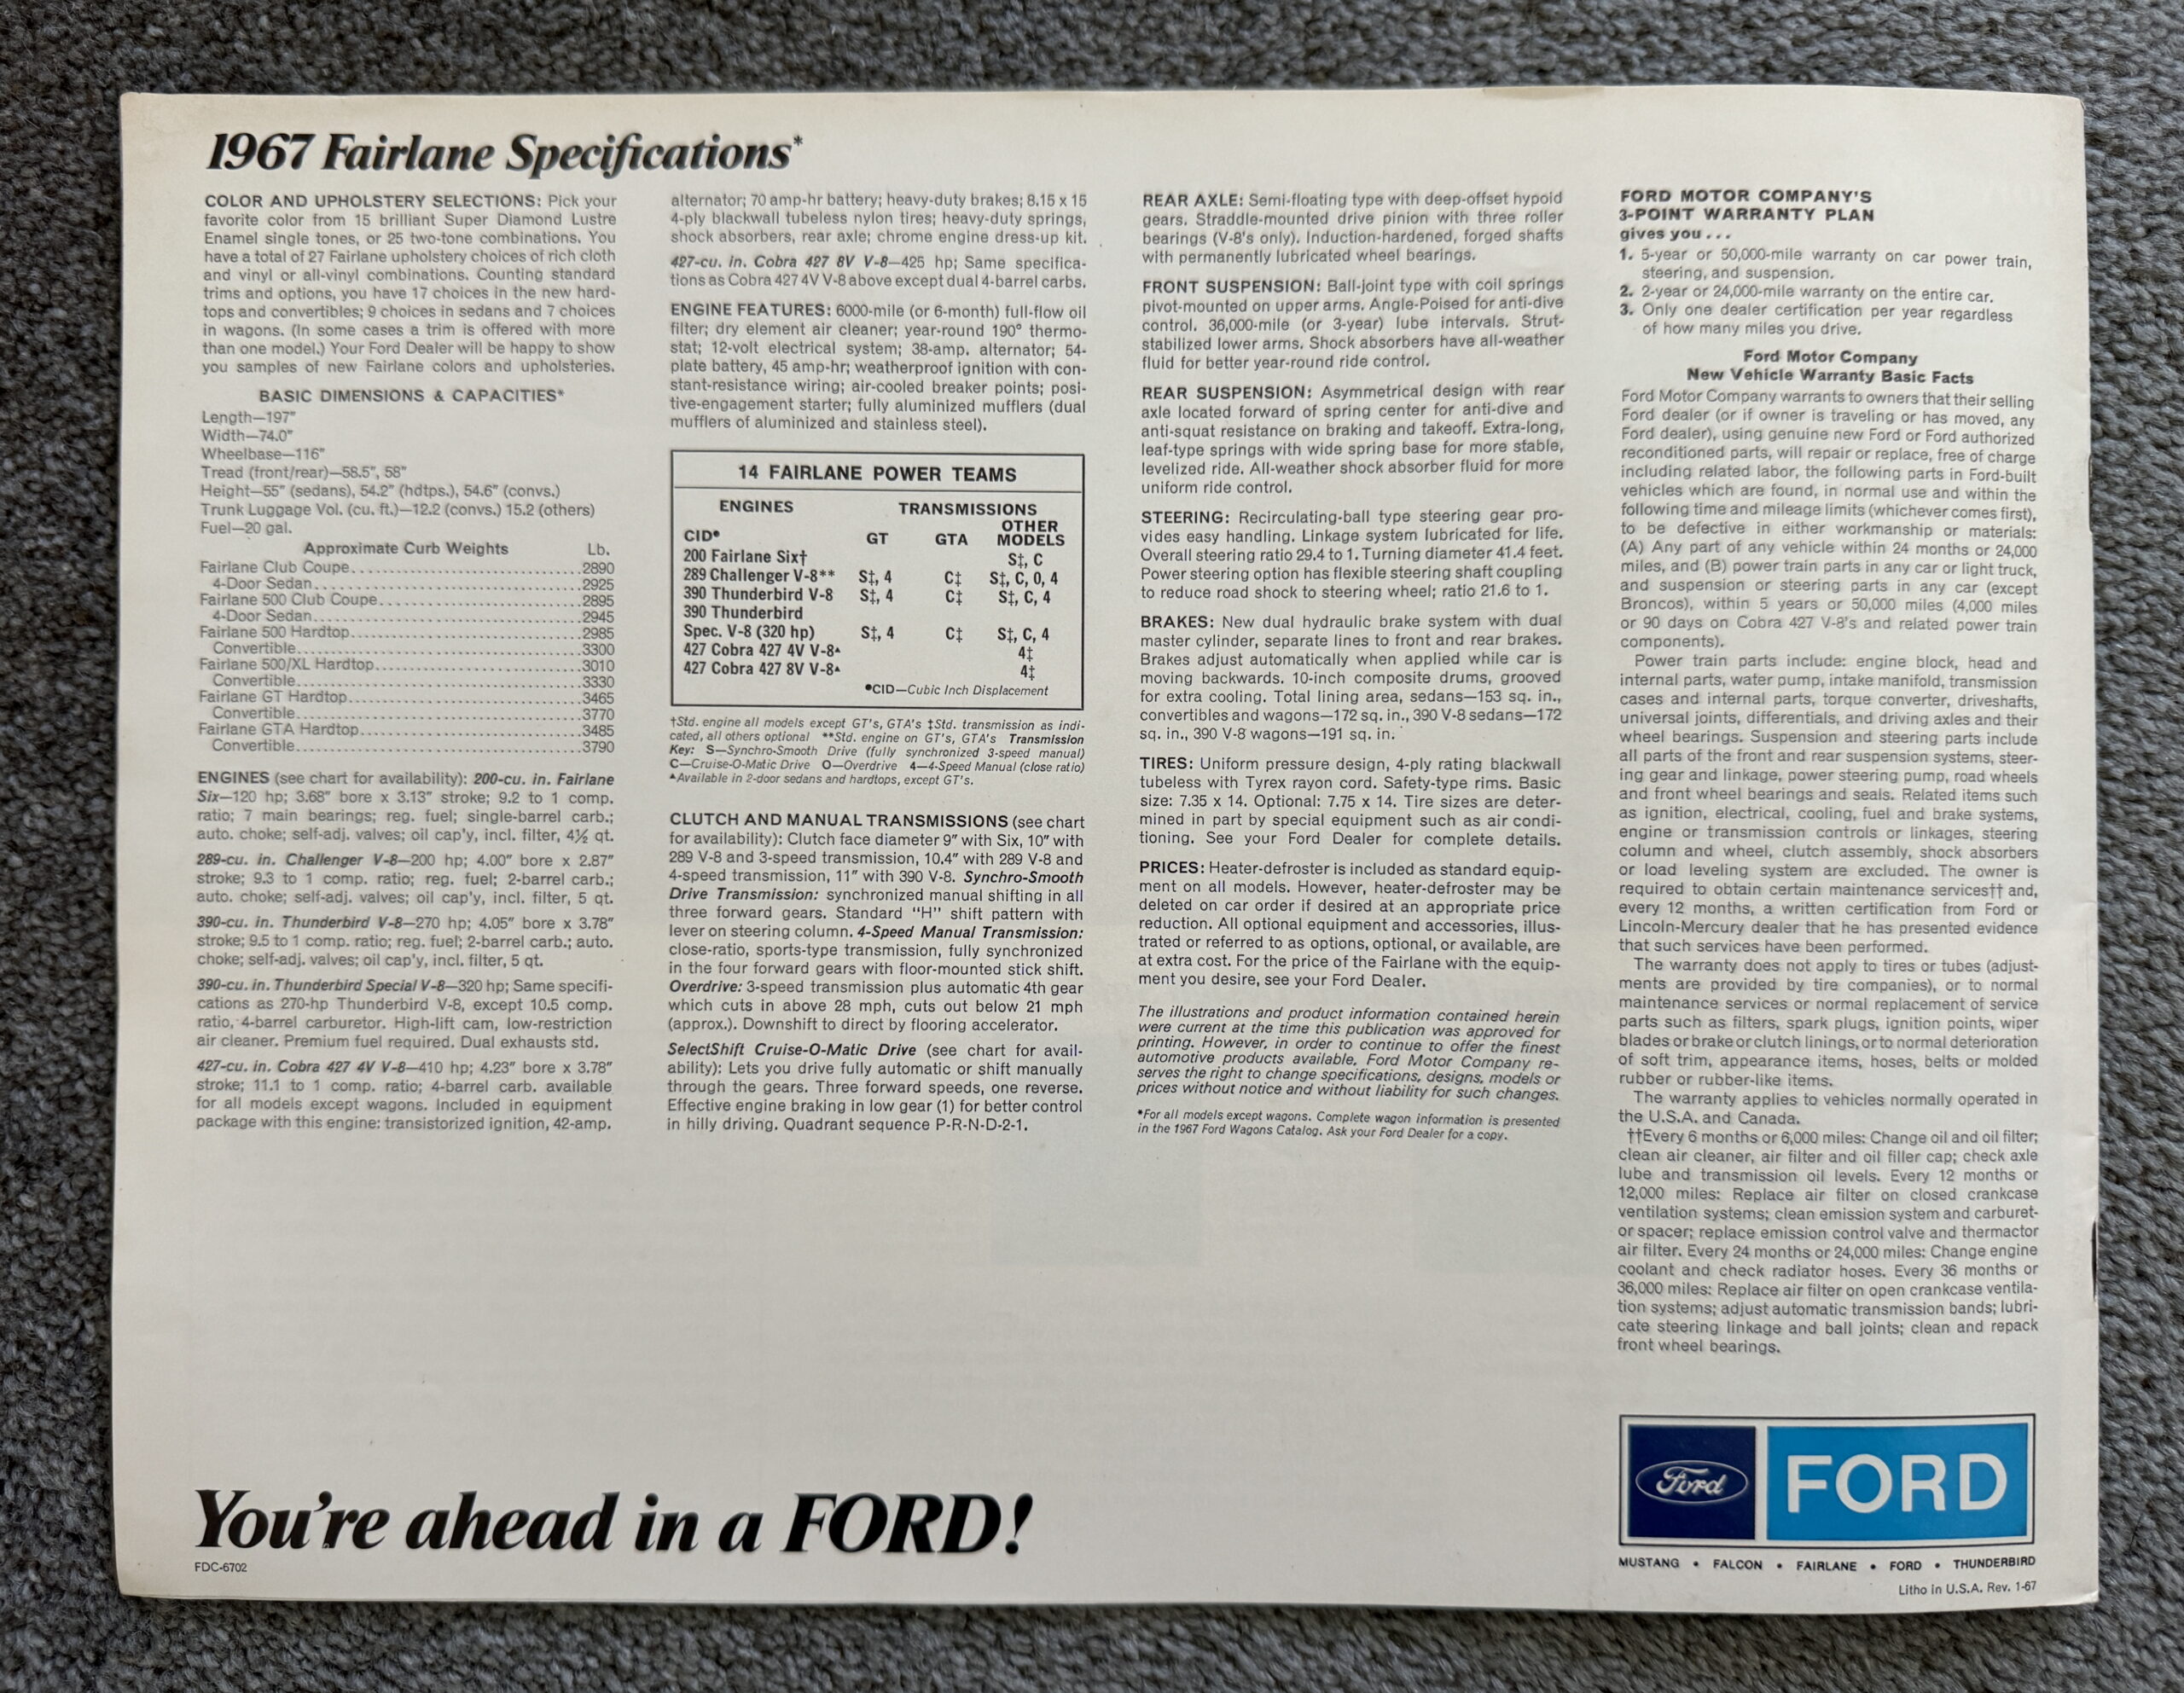 1967 Fairlane Specifications*
COLOR AND UPHOLSTERY SELECTIONS: Pick your
favorite color from 15 brilliant Super Diamond Lustre
Enamel single tones, or 25 two-tone combinations. You
have a total of 27 Fairlane upholstery choices of rich cloth
and vinyl or all-vinyl combinations. Counting standard
trims and options, you have 17 choices in the new hard-
tops and convertibles; 9 choices in sedans and 7 choices
in wagons. (In some cases a trim is offered with more
than one model.) Your Ford Dealer will be happy to show
you samples of new Fairlane colors and upholsteries.
BASIC DIMENSIONS & CAPACITIES*
Length—197"
Width—74.0"
Wheelbase—116"
Tread (front/rear)—58.5", 58"
Height—55" (sedans), 54.2" (hdtps.), 54.6" (convs.)
Trunk Luggage Vol. (cu. ft.)—12.2 (convs.) 15.2 (others)
Fuel—20 gal.
Approximate Curb Weights Lb.
Fairlane Club Coupe....................................2890
4-Door Sedan....................................2925
Fairlane 500 Club Coupe....................................2895
4-Door Sedan....................................2945
Fairlane 500 Hardtop....................................2985
Convertible....................................3300
Fairlane 500/XL Hardtop....................................3010
Convertible....................................3330
Fairlane GT Hardtop....................................3465
Convertible....................................3770
Fairlane GTA Hardtop....................................3485
Convertible....................................3790
ENGINES (see chart for availability): 200-cu. in. Fairlane
Six—120 hp; 3.68" bore x 3.13" stroke; 9.2 to 1 comp.
ratio; 7 main bearings; reg. fuel; single-barrel carb.;
auto. choke; self-adj. valves; oil cap'y, incl. filter, 4½ qt.
289-cu. in. Challenger V-8—200 hp; 4.00" bore x 2.87"
stroke; 9.3 to 1 comp. ratio; reg. fuel; 2-barrel carb.;
auto. choke; self-adj. valves; oil cap'y, incl. filter, 5 qt.
390-cu. in. Thunderbird V-8—270 hp; 4.05" bore x 3.78"
stroke; 9.5 to 1 comp. ratio; reg. fuel; 2-barrel carb.; auto.
choke; self-adj. valves; oil cap'y, incl. filter, 5 qt.
390-cu. in. Thunderbird Special V-8—320 hp; Same specifi-
cations as 270-hp Thunderbird V-8, except 10.5 comp.
ratio, 4-barrel carburetor. High-lift cam, low-restriction
air cleaner. Premium fuel required. Dual exhausts std.
427-cu. in. Cobra 427 4V V-8—410 hp; 4.23" bore x 3.78"
stroke; 11.1 to 1 comp. ratio; 4-barrel carb. available
for all models except wagons. Included in equipment
package with this engine: transistorized ignition, 42-amp.
alternator; 70 amp-hr battery; heavy-duty brakes; 8.15 x 15
4-ply blackwall tubeless nylon tires; heavy-duty springs,
shock absorbers, rear axle; chrome engine dress-up kit.
427-cu. in. Cobra 427 8V V-8—425 hp; Same specifica-
tions as Cobra 427 4V V-8 above except dual 4-barrel carbs.
ENGINE FEATURES: 6000-mile (or 6-month) full-flow oil
filter; dry element air cleaner; year-round 190° thermo-
stat; 12-volt electrical system; 38-amp. alternator; 54-
plate battery, 45 amp-hr; weatherproof ignition with con-
stant-resistance wiring; air-cooled breaker points; posi-
tive-engagement starter; fully aluminized mufflers (dual
mufflers of aluminized and stainless steel).
14 FAIRLANE POWER TEAMS
ENGINES TRANSMISSIONS
CID● GT GTA OTHER MODELS
200 Fairlane Six† S‡, C
289 Challenger V-8** S‡, 4 C‡ S‡, C, O, 4
390 Thunderbird V-8 S‡, 4 C‡ S‡, C, 4
390 Thunderbird
Spec. V-8 (320 hp) S‡, 4 C‡ S‡, C, 4
427 Cobra 427 4V V-8▲ 4‡
427 Cobra 427 8V V-8▲ 4‡
●CID—Cubic Inch Displacement
†Std. engine all models except GT's, GTA's ‡Std. transmission as indi-
cated, all others optional **Std. engine on GT's, GTA's Transmission
Key: S—Synchro-Smooth Drive (fully synchronized 3-speed manual)
C—Cruise-O-Matic Drive O—Overdrive 4—4-Speed Manual (close ratio)
▲Available in 2-door sedans and hardtops, except GT's.
CLUTCH AND MANUAL TRANSMISSIONS (see chart
for availability): Clutch face diameter 9" with Six, 10" with
289 V-8 and 3-speed transmission, 10.4" with 289 V-8 and
4-speed transmission, 11" with 390 V-8. Synchro-Smooth
Drive Transmission: synchronized manual shifting in all
three forward gears. Standard "H" shift pattern with
lever on steering column. 4-Speed Manual Transmission:
close-ratio, sports-type transmission, fully synchronized
in the four forward gears with floor-mounted stick shift.
Overdrive: 3-speed transmission plus automatic 4th gear
which cuts in above 28 mph, cuts out below 21 mph
(approx.). Downshift to direct by flooring accelerator.
SelectShift Cruise-O-Matic Drive (see chart for avail-
ability): Lets you drive fully automatic or shift manually
through the gears. Three forward speeds, one reverse.
Effective engine braking in low gear (1) for better control
in hilly driving. Quadrant sequence P-R-N-D-2-1.
REAR AXLE: Semi-floating type with deep-offset hypoid
gears. Straddle-mounted drive pinion with three roller
bearings (V-8's only). Induction-hardened, forged shafts
with permanently lubricated wheel bearings.
FRONT SUSPENSION: Ball-joint type with coil springs
pivot-mounted on upper arms. Angle-Poised for anti-dive
control. 36,000-mile (or 3-year) lube intervals. Strut-
stabilized lower arms. Shock absorbers have all-weather
fluid for better year-round ride control.
REAR SUSPENSION: Asymmetrical design with rear
axle located forward of spring center for anti-dive and
anti-squat resistance on braking and takeoff. Extra-long,
leaf-type springs with wide spring base for more stable,
levelized ride. All-weather shock absorber fluid for more
uniform ride control.
STEERING: Recirculating-ball type steering gear pro-
vides easy handling. Linkage system lubricated for life.
Overall steering ratio 29.4 to 1. Turning diameter 41.4 feet.
Power steering option has flexible steering shaft coupling
to reduce road shock to steering wheel; ratio 21.6 to 1.
BRAKES: New dual hydraulic brake system with dual
master cylinder, separate lines to front and rear brakes.
Brakes adjust automatically when applied while car is
moving backwards. 10-inch composite drums, grooved
for extra cooling. Total lining area, sedans—153 sq. in.,
convertibles and wagons—172 sq. in., 390 V-8 sedans—172
sq. in., 390 V-8 wagons—191 sq. in.
TIRES: Uniform pressure design, 4-ply rating blackwall
tubeless with Tyrex rayon cord. Safety-type rims. Basic
size: 7.35 x 14. Optional: 7.75 x 14. Tire sizes are deter-
mined in part by special equipment such as air condi-
tioning. See your Ford Dealer for complete details.
PRICES: Heater-defroster is included as standard equip-
ment on all models. However, heater-defroster may be
deleted on car order if desired at an appropriate price
reduction. All optional equipment and accessories, illus-
trated or referred to as options, optional, or available, are
at extra cost. For the price of the Fairlane with the equip-
ment you desire, see your Ford Dealer.
The illustrations and product information contained herein
were current at the time this publication was approved for
printing. However, in order to continue to offer the finest
automotive products available, Ford Motor Company re-
serves the right to change specifications, designs, models or
prices without notice and without liability for such changes.
*For all models except wagons. Complete wagon information is presented
in the 1967 Ford Wagons Catalog. Ask your Ford Dealer for a copy.
FORD MOTOR COMPANY'S
3-POINT WARRANTY PLAN
gives you . . .
1. 5-year or 50,000-mile warranty on car power train,
steering, and suspension.
2. 2-year or 24,000-mile warranty on the entire car.
3. Only one dealer certification per year regardless
of how many miles you drive.
Ford Motor Company
New Vehicle Warranty Basic Facts
Ford Motor Company warrants to owners that their selling
Ford dealer (or if owner is traveling or has moved, any
Ford dealer), using genuine new Ford or Ford authorized
reconditioned parts, will repair or replace, free of charge
including related labor, the following parts in Ford-built
vehicles which are found, in normal use and within the
following time and mileage limits (whichever comes first),
to be defective in either workmanship or materials:
(A) Any part of any vehicle within 24 months or 24,000
miles, and (B) power train parts in any car or light truck,
and suspension or steering parts in any car (except
Broncos), within 5 years or 50,000 miles (4,000 miles
or 90 days on Cobra 427 V-8's and related power train
components).
Power train parts include: engine block, head and
internal parts, water pump, intake manifold, transmission
cases and internal parts, torque converter, driveshafts,
universal joints, differentials, and driving axles and their
wheel bearings. Suspension and steering parts include
all parts of the front and rear suspension systems, steer-
ing gear and linkage, power steering pump, road wheels
and front wheel bearings and seals. Related items such
as ignition, electrical, cooling, fuel and brake systems,
engine or transmission controls or linkages, steering
column and wheel, clutch assembly, shock absorbers
or load leveling system are excluded. The owner is
required to obtain certain maintenance services†† and,
every 12 months, a written certification from Ford or
Lincoln-Mercury dealer that he has presented evidence
that such services have been performed.
The warranty does not apply to tires or tubes (adjust-
ments are provided by tire companies), or to normal
maintenance services or normal replacement of service
parts such as filters, spark plugs, ignition points, wiper
blades or brake or clutch linings, or to normal deterioration
of soft trim, appearance items, hoses, belts or molded
rubber or rubber-like items.
The warranty applies to vehicles normally operated in
the U.S.A. and Canada.
††Every 6 months or 6,000 miles: Change oil and oil filter;
clean air cleaner, air filter and oil filler cap; check axle
lube and transmission oil levels. Every 12 months or
12,000 miles: Replace air filter on closed crankcase
ventilation systems; clean emission system and carburet-
or spacer; replace emission control valve and thermactor
air filter. Every 24 months or 24,000 miles: Change engine
coolant and check radiator hoses. Every 36 months or
36,000 miles: Replace air filter on open crankcase ventila-
tion systems; adjust automatic transmission bands; lubri-
cate steering linkage and ball joints; clean and repack
front wheel bearings.
You're ahead in a FORD!
FDC-6702
Ford FORD
MUSTANG • FALCON • FAIRLANE • FORD • THUNDERBIRD
Litho in U.S.A. Rev. 1-67